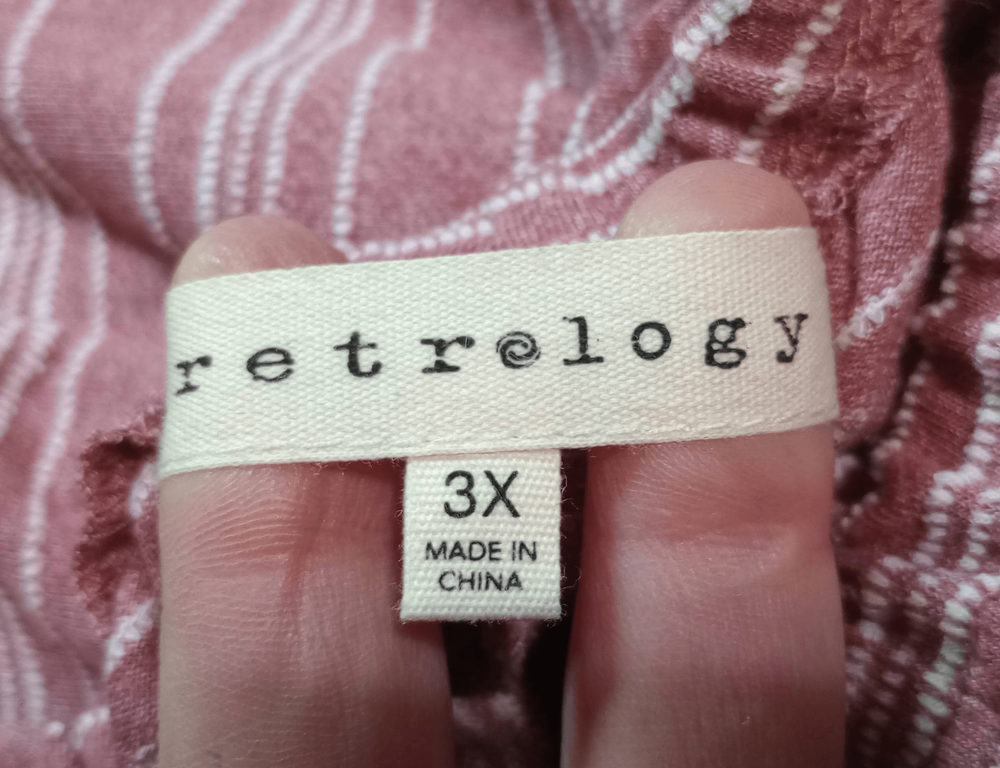 retrology
3X
MADE IN
CHINA